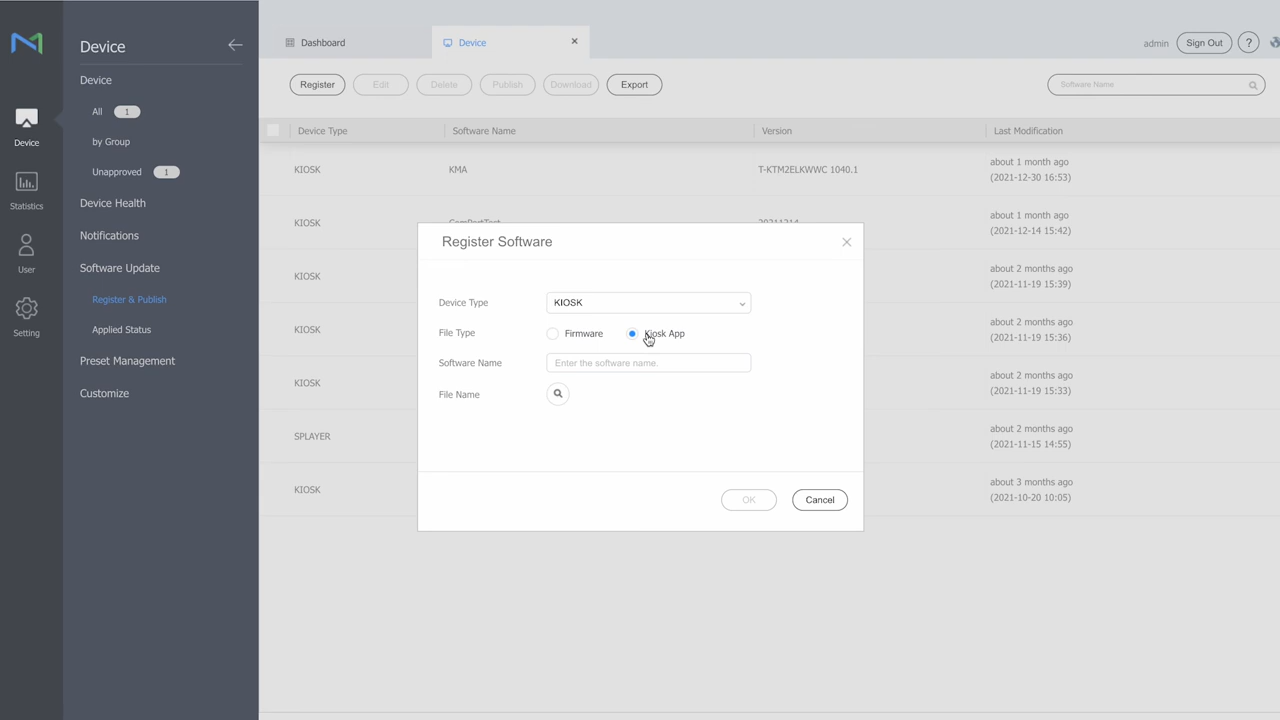 Device
Device
All 1
by Group
Unapproved 1
Device Health
Notifications
Software Update
Register & Publish
Applied Status
Preset Management
Customize
Device
Statistics
User
Setting
Dashboard
Device
admin
Sign Out
?
Register
Edit
Delete
Publish
Download
Export
Software Name
Device Type
Software Name
Version
Last Modification
KIOSK
KMA
T-KTM2ELKWWC 1040.1
about 1 month ago
(2021-12-30 16:53)
KIOSK
20211214
about 1 month ago
(2021-12-14 15:42)
KIOSK
about 2 months ago
(2021-11-19 15:39)
KIOSK
about 2 months ago
(2021-11-19 15:36)
KIOSK
about 2 months ago
(2021-11-19 15:33)
SPLAYER
about 2 months ago
(2021-11-15 14:55)
KIOSK
about 3 months ago
(2021-10-20 10:05)
Register Software
Device Type
KIOSK
File Type
Firmware
Kiosk App
Software Name
Enter the software name.
File Name
OK
Cancel